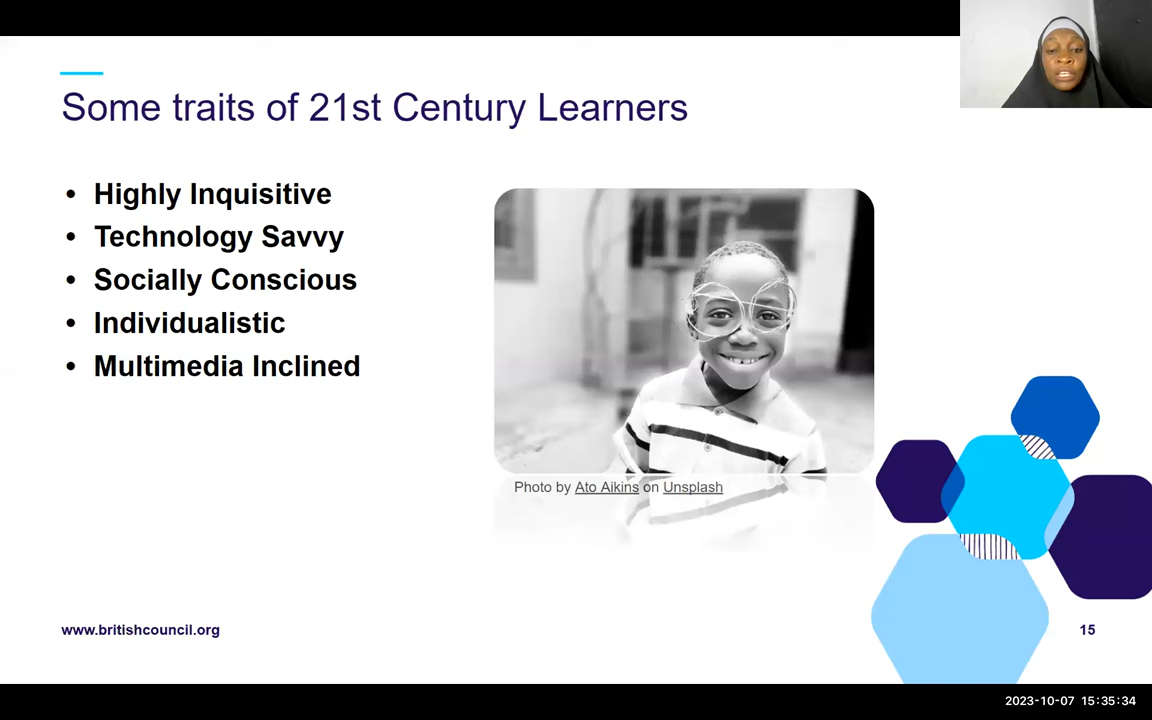 Some traits of 21st Century Learners
• Highly Inquisitive
• Technology Savvy
• Socially Conscious
• Individualistic
• Multimedia Inclined
Photo by Ato Aikins on Unsplash
www.britishcouncil.org
15
2023-10-07 15:35:34